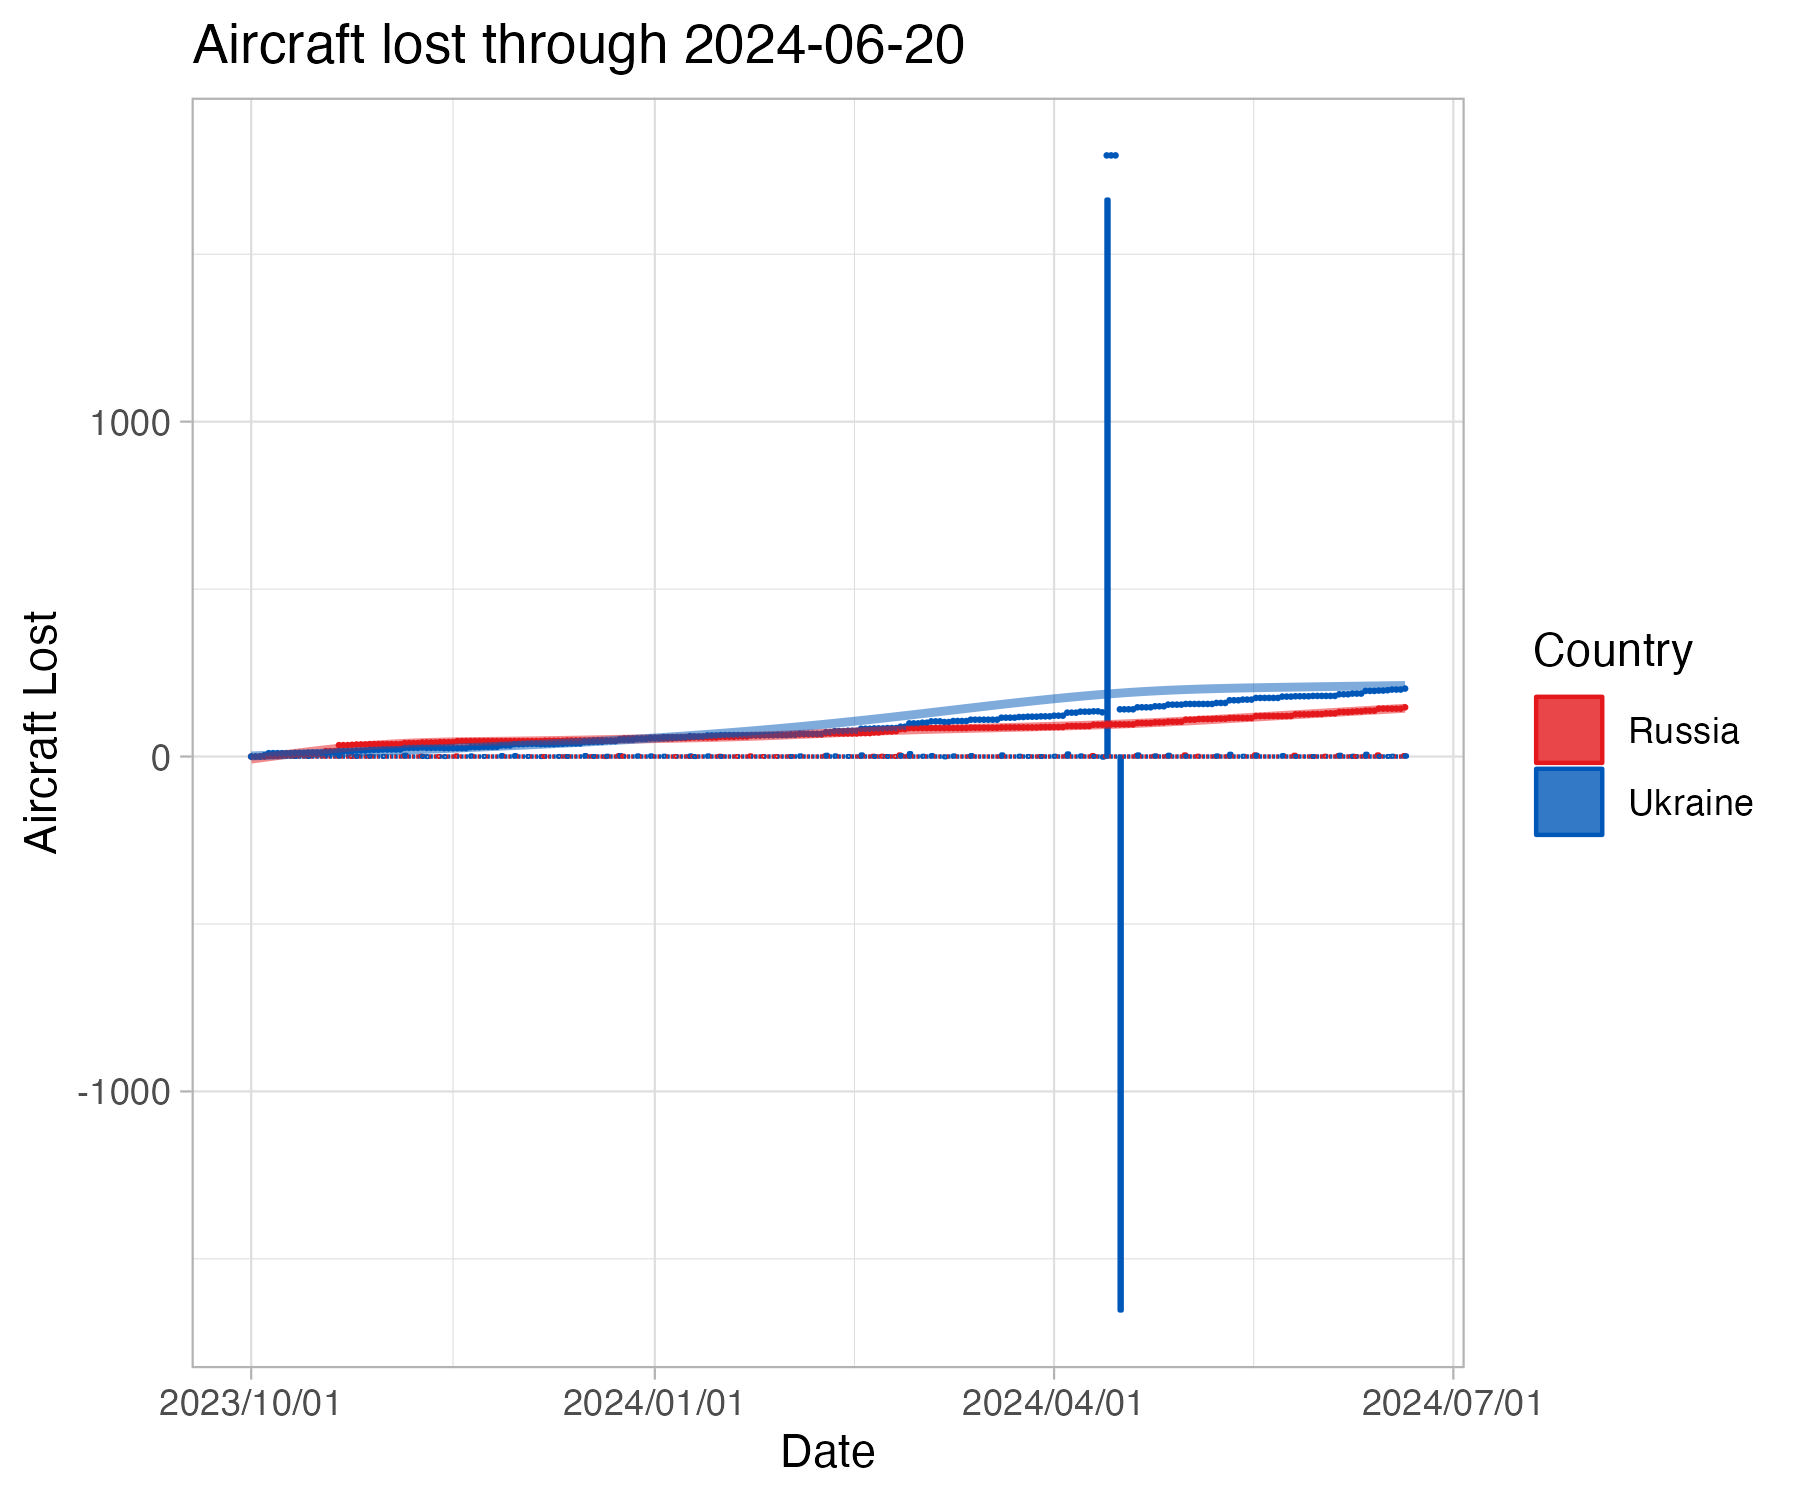 Aircraft lost through 2024-06-20
Aircraft Lost
1000
0
-1000
2023/10/01
2024/01/01
2024/04/01
2024/07/01
Date
Country
Russia
Ukraine